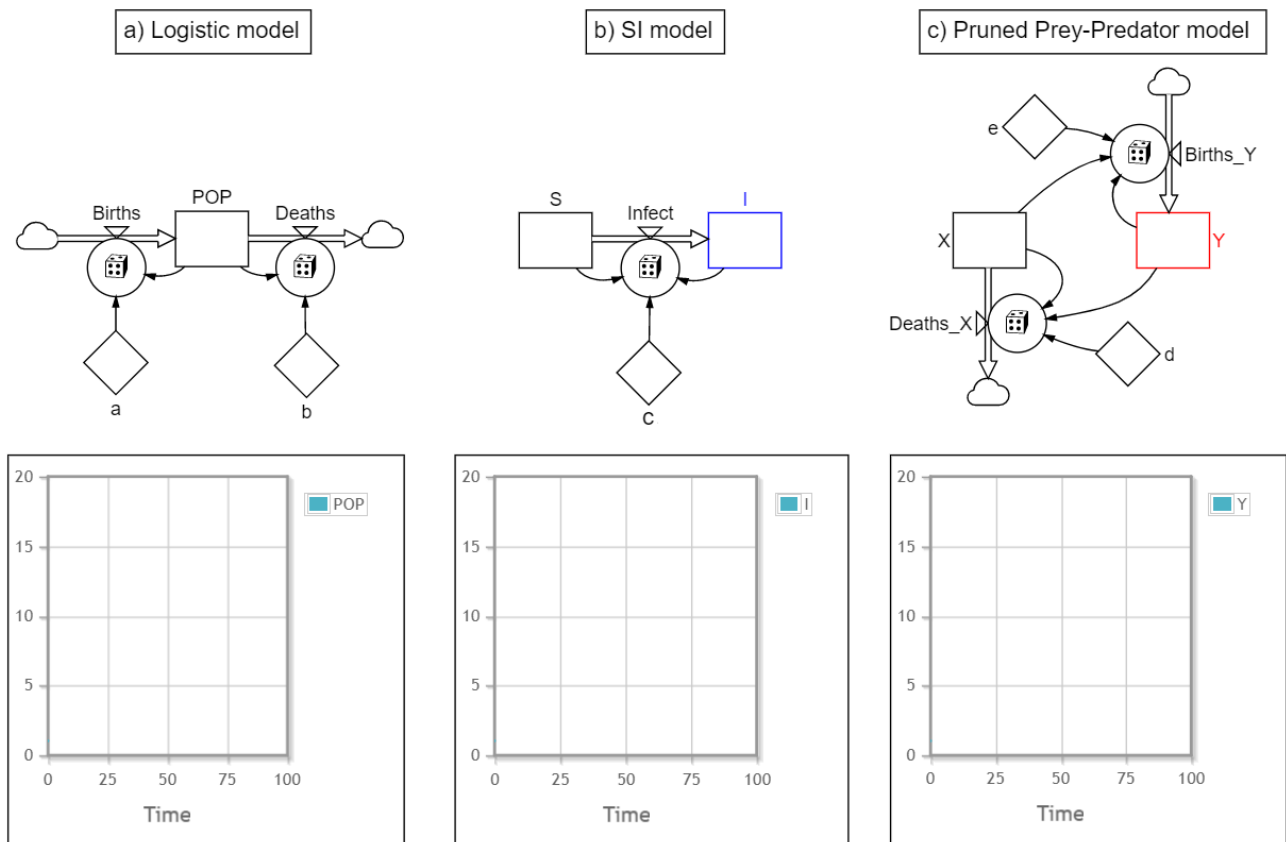 a) Logistic model
b) SI model
c) Pruned Prey-Predator model
POP
Births
Deaths
a
b
S
Infect
I
c
e
Births_Y
X
Y
Deaths_X
d
20
15
10
5
0
0 25 50 75 100
Time
POP
20
15
10
5
0
0 25 50 75 100
Time
I
20
15
10
5
0
0 25 50 75 100
Time
Y